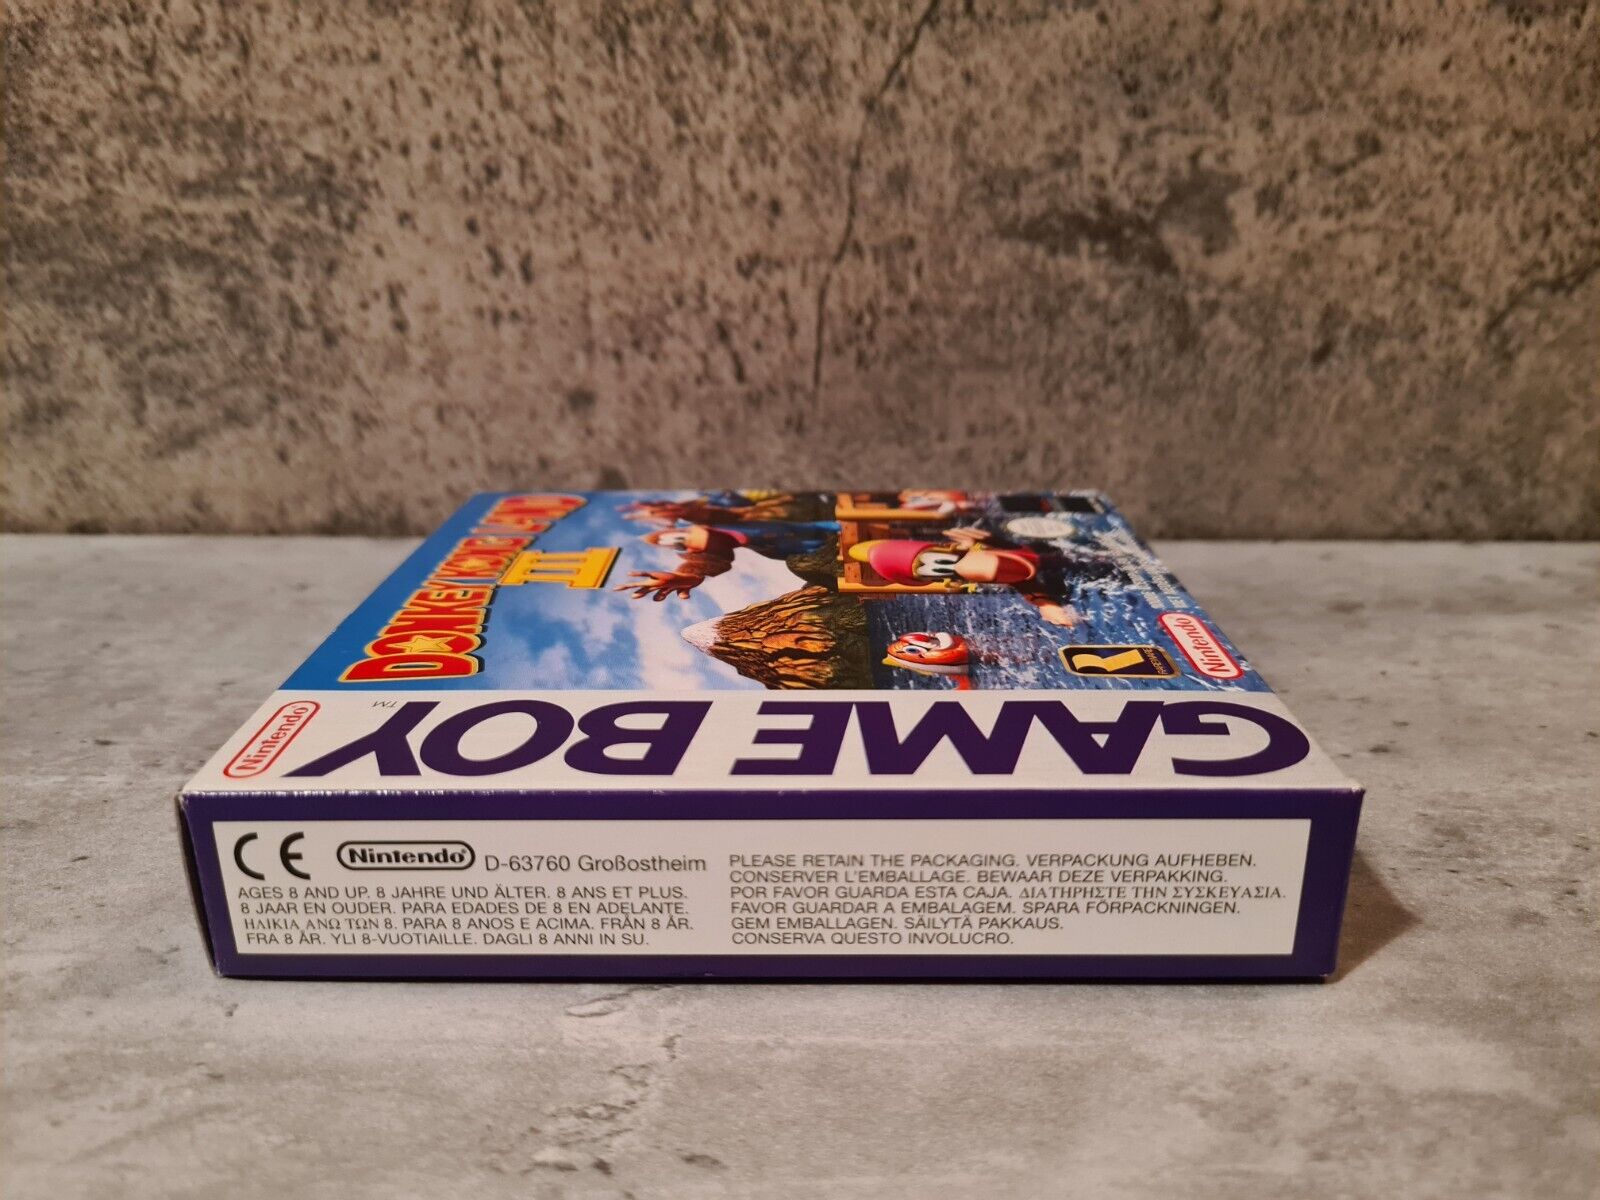 DONKEY KONG LAND
III
RAREWARE
Nintendo
Nintendo
GAME BOY™
CE Nintendo D-63760 Großostheim
AGES 8 AND UP. 8 JAHRE UND ÄLTER. 8 ANS ET PLUS.
8 JAAR EN OUDER. PARA EDADES DE 8 EN ADELANTE.
ΗΛΙΚΙΑ ΑΝΩ ΤΩΝ 8. PARA 8 ANOS E ACIMA. FRÅN 8 ÅR.
FRA 8 ÅR. YLI 8-VUOTIAILLE. DAGLI 8 ANNI IN SU.
PLEASE RETAIN THE PACKAGING. VERPACKUNG AUFHEBEN.
CONSERVER L'EMBALLAGE. BEWAAR DEZE VERPAKKING.
POR FAVOR GUARDA ESTA CAJA. ΔΙΑΤΗΡΗΣΤΕ ΤΗΝ ΣΥΣΚΕΥΑΣΙΑ.
FAVOR GUARDAR A EMBALAGEM. SPARA FÖRPACKNINGEN.
GEM EMBALLAGEN. SÄILYTÄ PAKKAUS.
CONSERVA QUESTO INVOLUCRO.